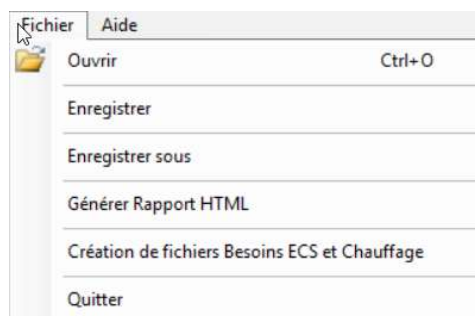 Fichier Aide
Ouvrir Ctrl+O
Enregistrer
Enregistrer sous
Générer Rapport HTML
Création de fichiers Besoins ECS et Chauffage
Quitter